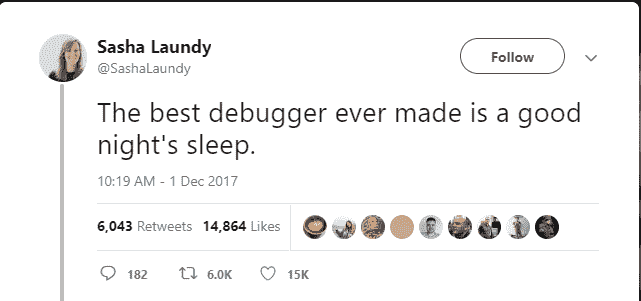 Sasha Laundy
@SashaLaundy
Follow
The best debugger ever made is a good
night's sleep.
10:19 AM - 1 Dec 2017
6,043 Retweets 14,864 Likes
182 6.0K 15K